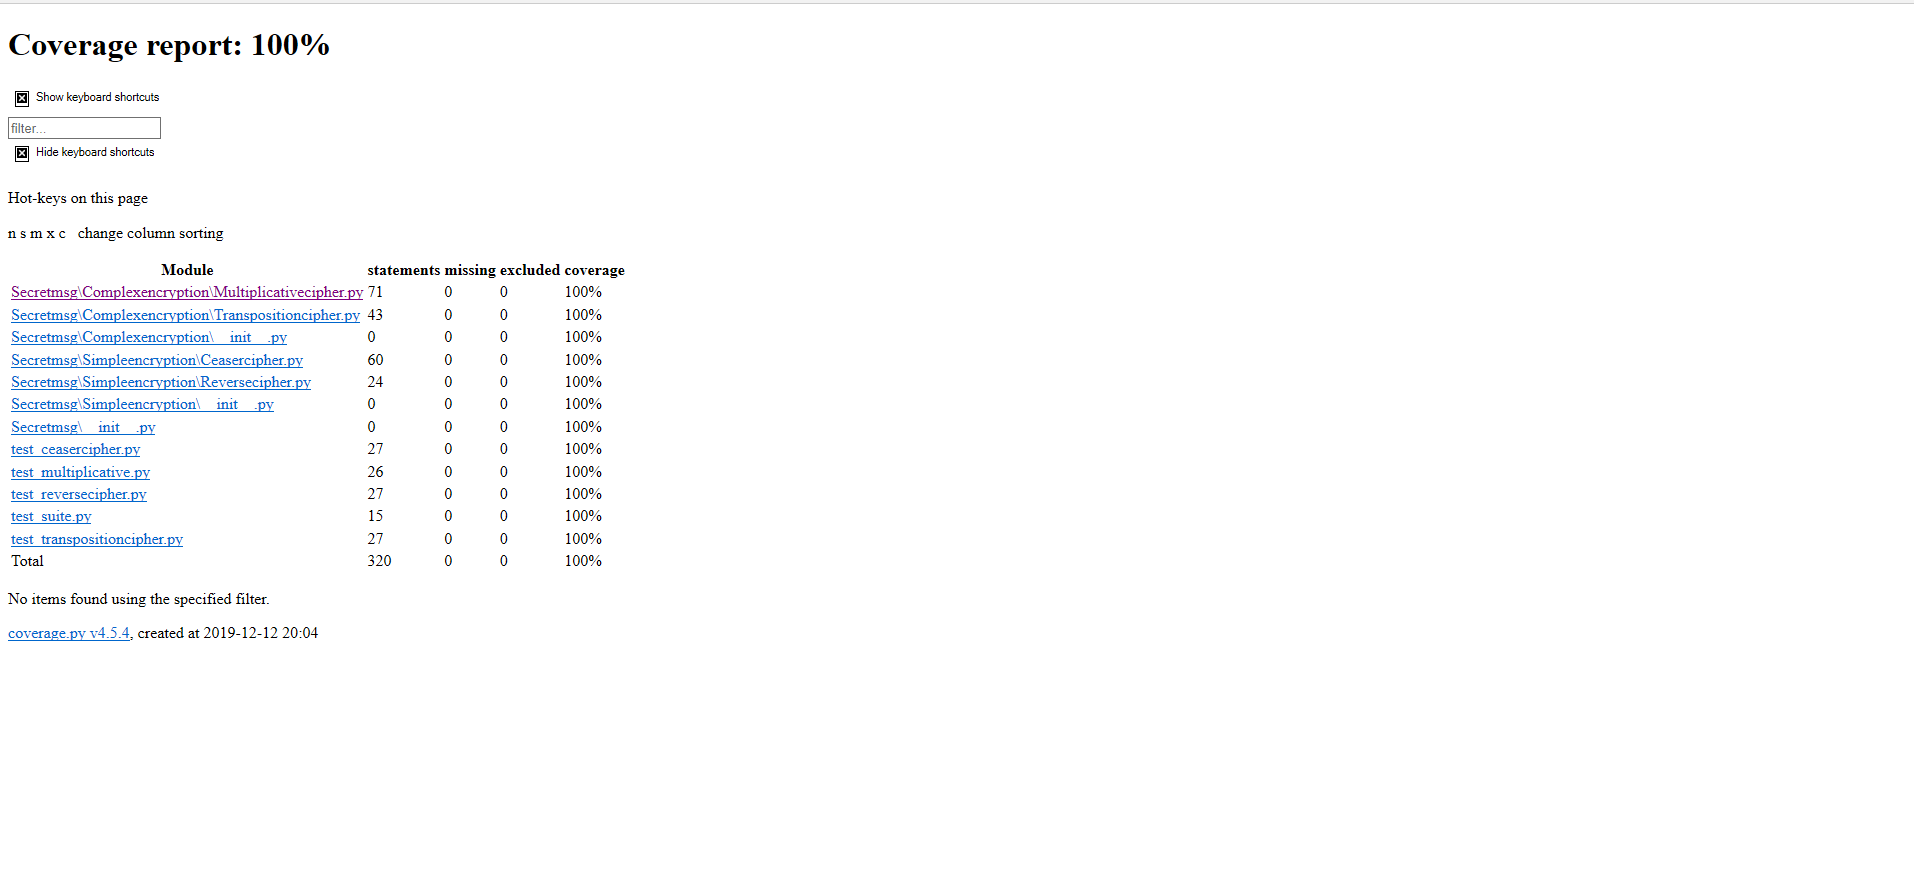 Coverage report: 100%
Show keyboard shortcuts
filter...
Hide keyboard shortcuts
Hot-keys on this page
n s m x c change column sorting
Module statements missing excluded coverage
Secretmsg\Complexencryption\Multiplicativecipher.py 71 0 0 100%
Secretmsg\Complexencryption\Transpositioncipher.py 43 0 0 100%
Secretmsg\Complexencryption\__init__.py 0 0 0 100%
Secretmsg\Simpleencryption\Ceasercipher.py 60 0 0 100%
Secretmsg\Simpleencryption\Reversecipher.py 24 0 0 100%
Secretmsg\Simpleencryption\__init__.py 0 0 0 100%
Secretmsg\__init__.py 0 0 0 100%
test_ceasercipher.py 27 0 0 100%
test_multiplicative.py 26 0 0 100%
test_reversecipher.py 27 0 0 100%
test_suite.py 15 0 0 100%
test_transpositioncipher.py 27 0 0 100%
Total 320 0 0 100%
No items found using the specified filter.
coverage.py v4.5.4, created at 2019-12-12 20:04